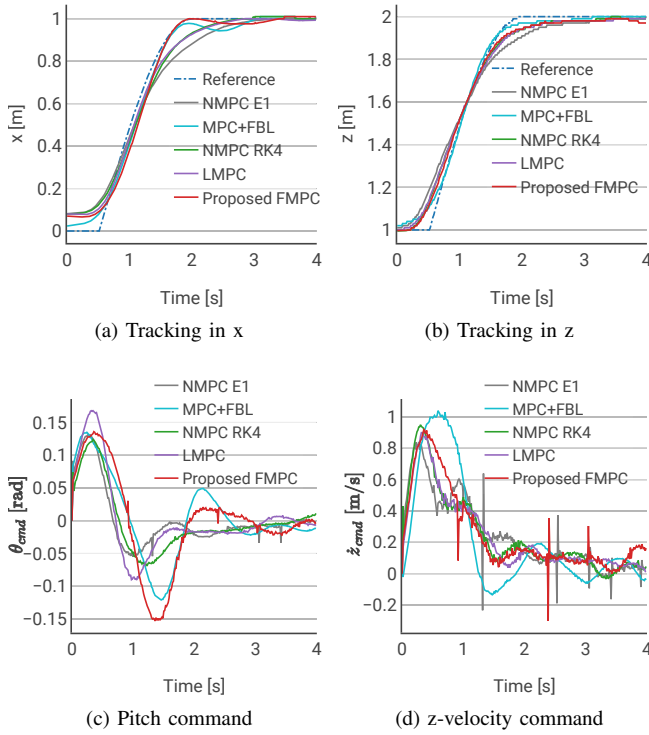 1
0.8
0.6
0.4
0.2
0
x [m]
Reference
NMPC E1
MPC+FBL
NMPC RK4
LMPC
Proposed FMPC
0 1 2 3 4
Time [s]
(a) Tracking in x
2
1.8
1.6
1.4
1.2
1
z [m]
Reference
NMPC E1
MPC+FBL
NMPC RK4
LMPC
Proposed FMPC
0 1 2 3 4
Time [s]
(b) Tracking in z
NMPC E1
MPC+FBL
NMPC RK4
LMPC
Proposed FMPC
0.15
0.1
0.05
0
−0.05
−0.1
−0.15
θcmd [rad]
0 1 2 3 4
Time [s]
(c) Pitch command
NMPC E1
MPC+FBL
NMPC RK4
LMPC
Proposed FMPC
1
0.8
0.6
0.4
0.2
0
−0.2
żcmd [m/s]
0 1 2 3 4
Time [s]
(d) z-velocity command